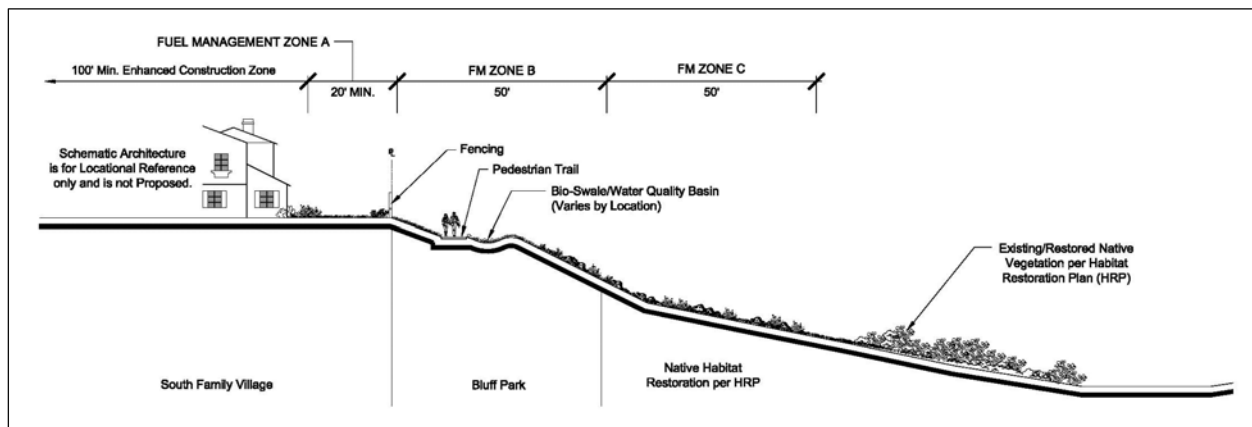 FUEL MANAGEMENT ZONE A
100' Min. Enhanced Construction Zone
20' MIN.
FM ZONE B
50'
FM ZONE C
50'
Schematic Architecture
is for Locational Reference
only and is not Proposed.
Fencing
Pedestrian Trail
Bio-Swale/Water Quality Basin
(Varies by Location)
Existing/Restored Native
Vegetation per Habitat
Restoration Plan (HRP)
South Family Village
Bluff Park
Native Habitat
Restoration per HRP